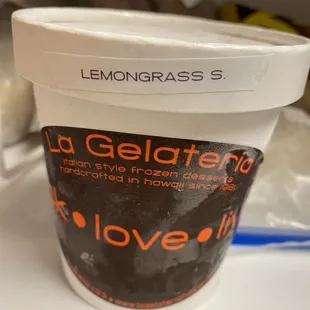 LEMONGRASS S.
La Gelateria
italian style frozen desserts
handcrafted in hawaii since
• love •